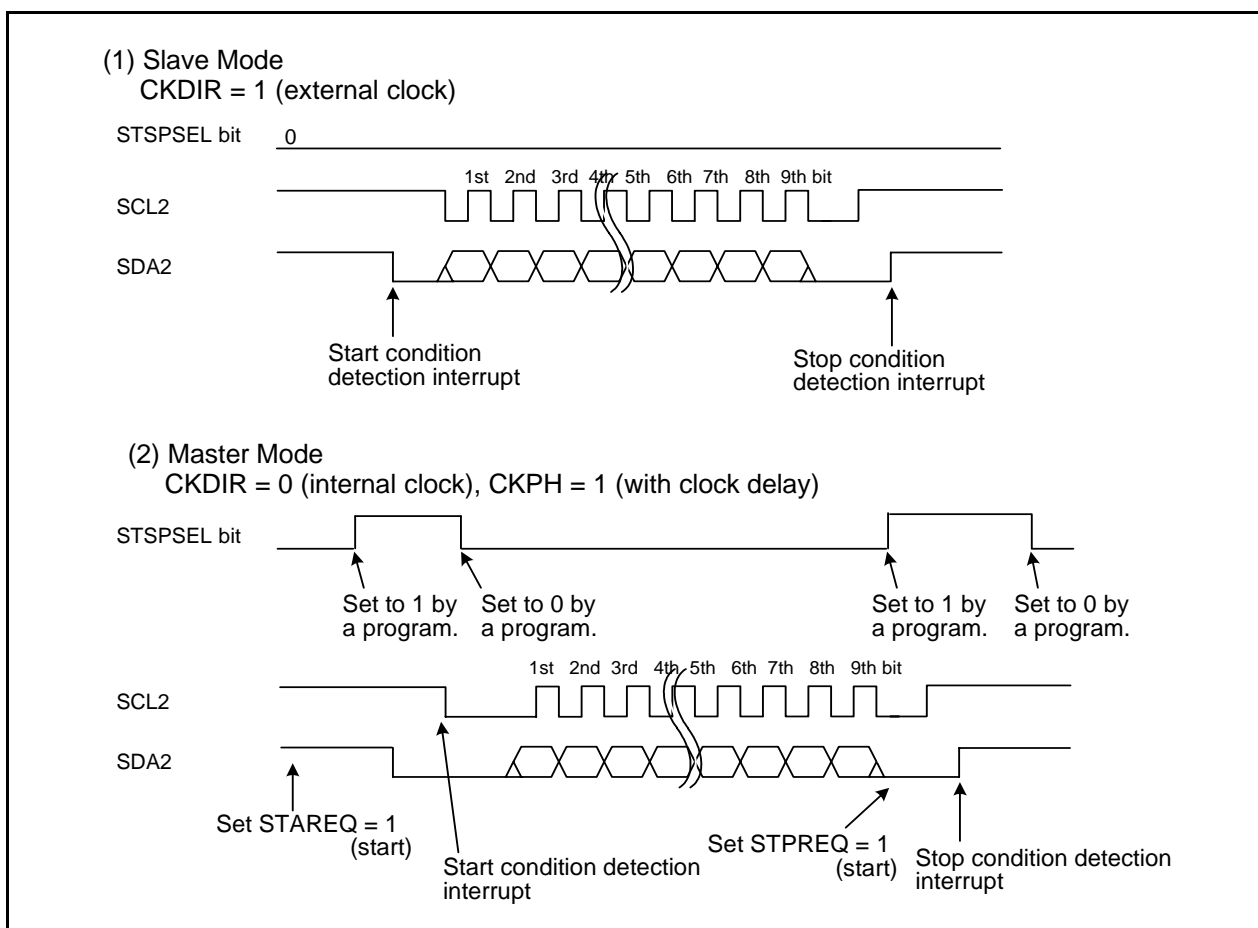 (1) Slave Mode
CKDIR = 1 (external clock)
STSPSEL bit
0
1st 2nd 3rd 4th 5th 6th 7th 8th 9th bit
SCL2
SDA2
Start condition
detection interrupt
Stop condition
detection interrupt
(2) Master Mode
CKDIR = 0 (internal clock), CKPH = 1 (with clock delay)
STSPSEL bit
Set to 1 by
a program.
Set to 0 by
a program.
Set to 1 by
a program.
Set to 0 by
a program.
1st 2nd 3rd 4th 5th 6th 7th 8th 9th bit
SCL2
SDA2
Set STAREQ = 1
(start)
Start condition detection
interrupt
Set STPREQ = 1
(start)
Stop condition detection
interrupt